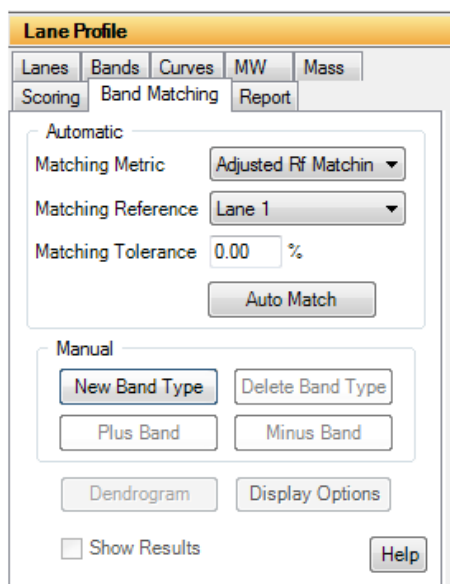 Lane Profile
Lanes Bands Curves MW Mass
Scoring Band Matching Report
Automatic
Matching Metric Adjusted Rf Matchin
Matching Reference Lane 1
Matching Tolerance 0.00 %
Auto Match
Manual
New Band Type Delete Band Type
Plus Band Minus Band
Dendrogram Display Options
Show Results Help